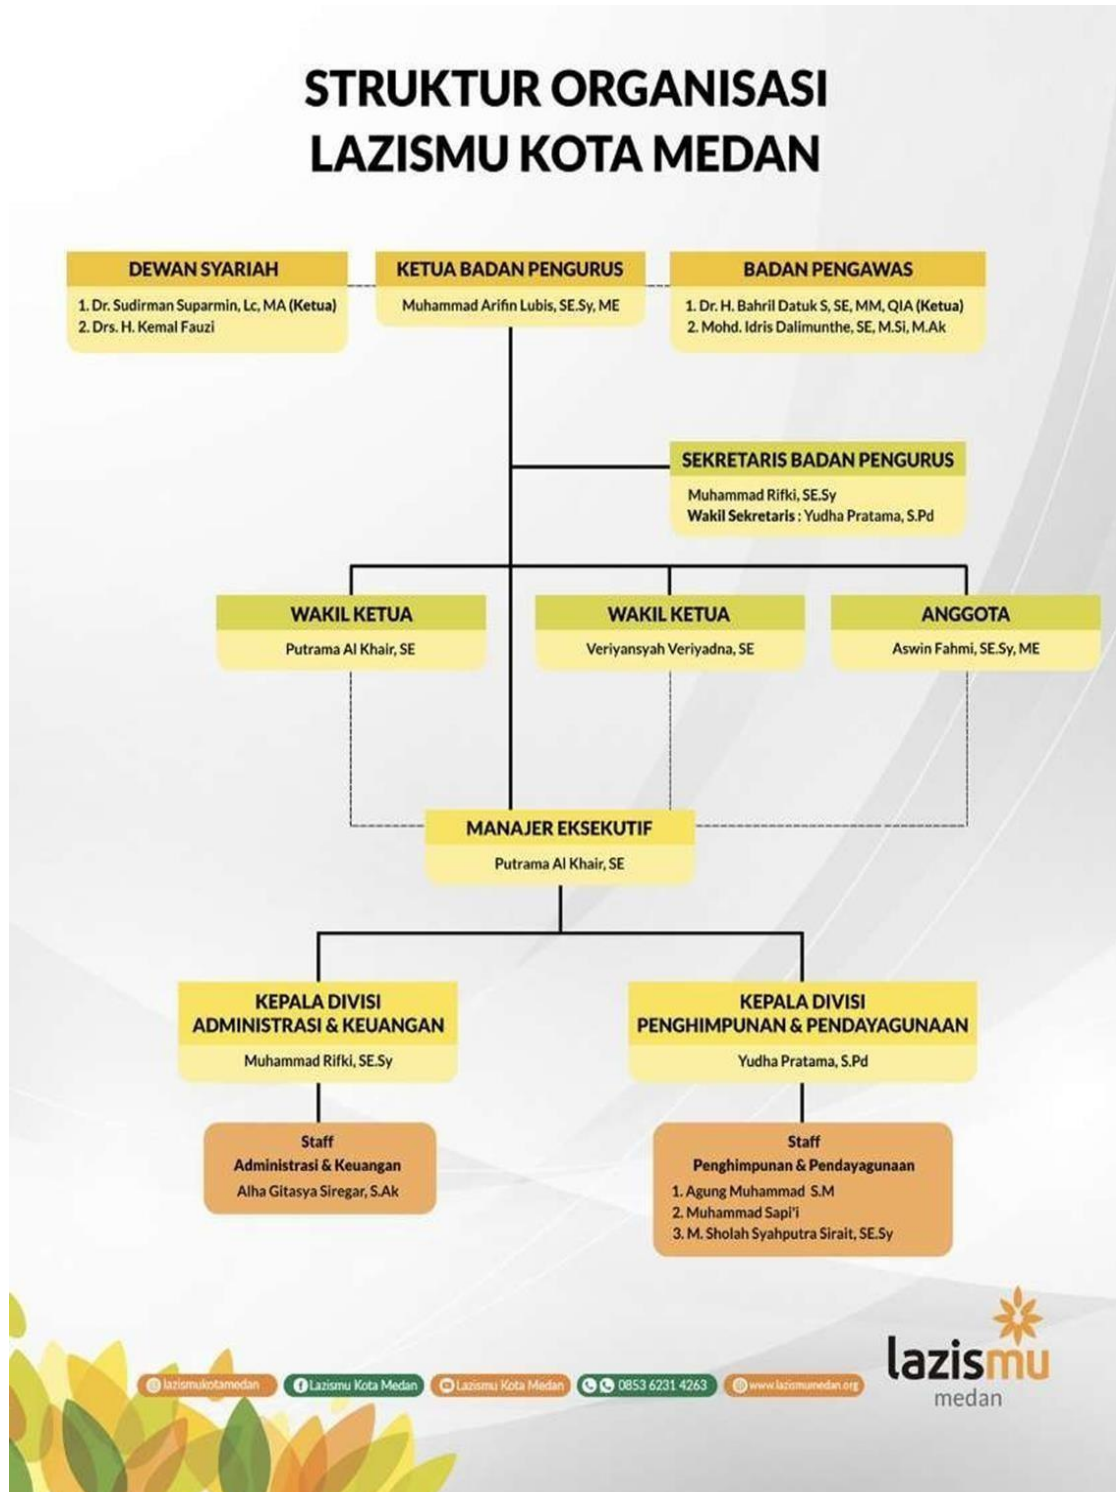 STRUKTUR ORGANISASI
LAZISMU KOTA MEDAN
DEWAN SYARIAH
1. Dr. Sudirman Suparmin, Lc, MA (Ketua)
2. Drs. H. Kemal Fauzi
KETUA BADAN PENGURUS
Muhammad Arifin Lubis, SE.Sy, ME
BADAN PENGAWAS
1. Dr. H. Bahril Datuk S, SE, MM, QIA (Ketua)
2. Mohd. Idris Dalimunthe, SE, M.Si, M.Ak
SEKRETARIS BADAN PENGURUS
Muhammad Rifki, SE.Sy
Wakil Sekretaris : Yudha Pratama, S.Pd
WAKIL KETUA
Putrama Al Khair, SE
WAKIL KETUA
Veriyansyah Veriyadna, SE
ANGGOTA
Aswin Fahmi, SE.Sy, ME
MANAJER EKSEKUTIF
Putrama Al Khair, SE
KEPALA DIVISI
ADMINISTRASI & KEUANGAN
Muhammad Rifki, SE.Sy
KEPALA DIVISI
PENGHIMPUNAN & PENDAYAGUNAAN
Yudha Pratama, S.Pd
Staff
Administrasi & Keuangan
Alha Gitasya Siregar, S.Ak
Staff
Penghimpunan & Pendayagunaan
1. Agung Muhammad S.M
2. Muhammad Sapi'i
3. M. Sholah Syahputra Sirait, SE.Sy
lazismukotamedan
Lazismu Kota Medan
Lazismu Kota Medan
0853 6231 4263
www.lazismumedan.org
lazismu
medan